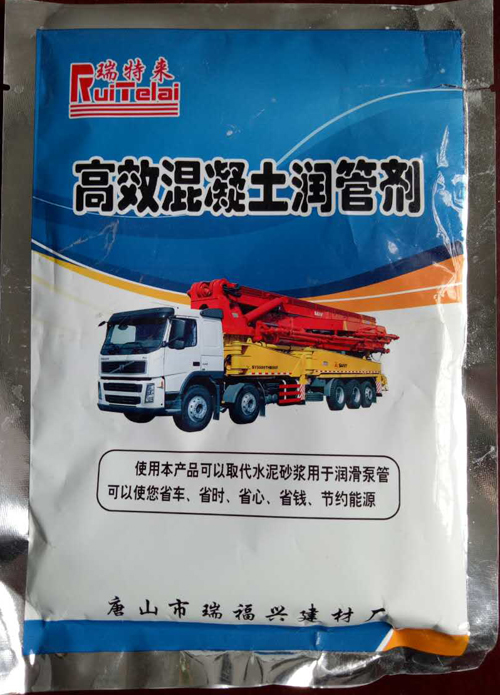 瑞特来
RuiTelai
高效混凝土润管剂
使用本产品可以取代水泥砂浆用于润滑泵管
可以使您省车、省时、省心、省钱、节约能源
唐山市瑞福兴建材厂